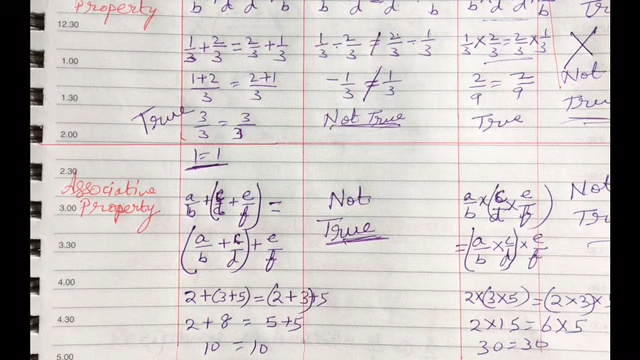 Property
12.30
1/3 + 2/3 = 2/3 + 1/3
1/3 ÷ 2/3 ≠ 2/3 ÷ 1/3
1/3 × 2/3 = 2/3 × 1/3
1.00
1+2/3 = 2+1/3
-1/3 ≠ 1/3
2/9 = 2/9
Not
1.30
True
3/3 = 3/3
Not True
True
True
2.00
1 = 1
2.30
Associative
Property
a/b + (c/d + e/f) =
Not
True
a/b × (c/d × e/f)
Not
3.00
3.30
(a/b + c/d) + e/f
= (a/b × c/d) × e/f
4.00
2+(3+5) = (2+3)+5
2×(3×5) = (2×3)×
4.30
2+8 = 5+5
2×15 = 6×5
5.00
10 = 10
30 = 30